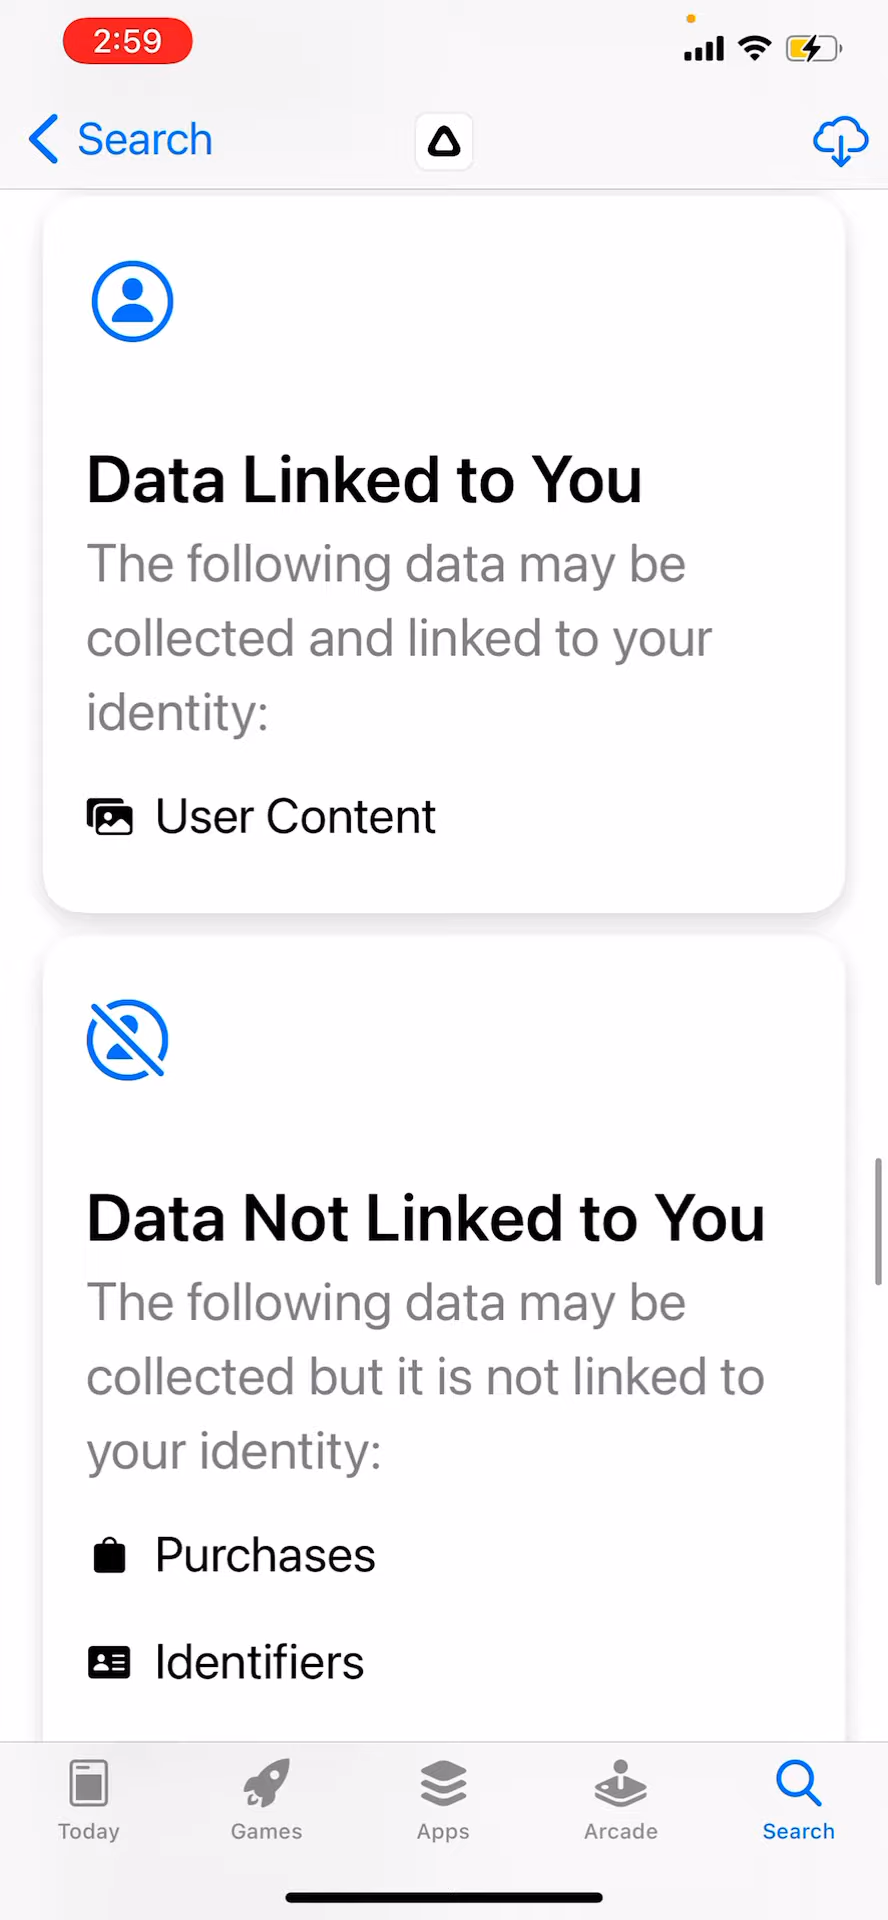 2:59
Search
Data Linked to You
The following data may be
collected and linked to your
identity:
User Content
Data Not Linked to You
The following data may be
collected but it is not linked to
your identity:
Purchases
Identifiers
Today
Games
Apps
Arcade
Search